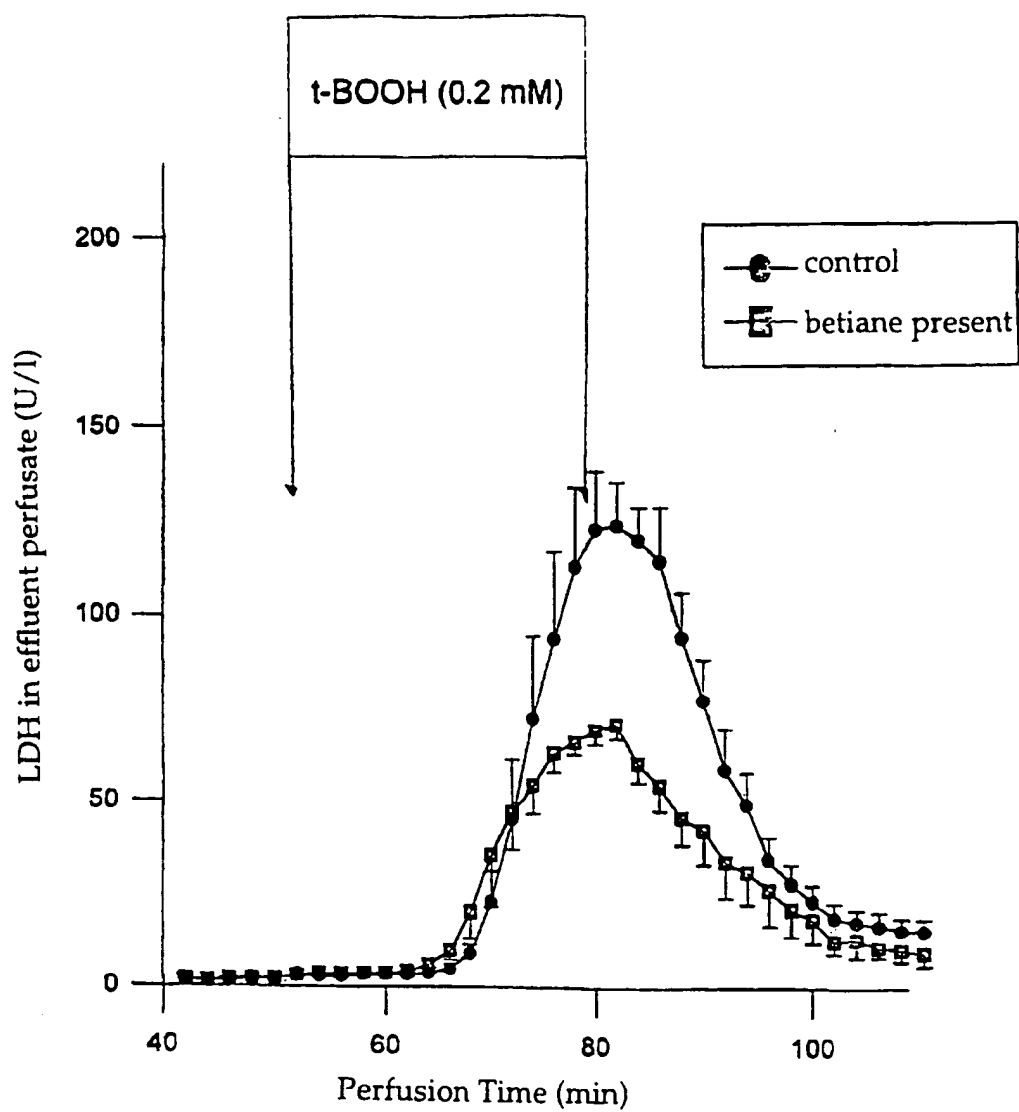 t-BOOH (0.2 mM)
200
150
100
50
0
LDH in effluent perfusate (U/l)
control
betiane present
40
60
80
100
Perfusion Time (min)